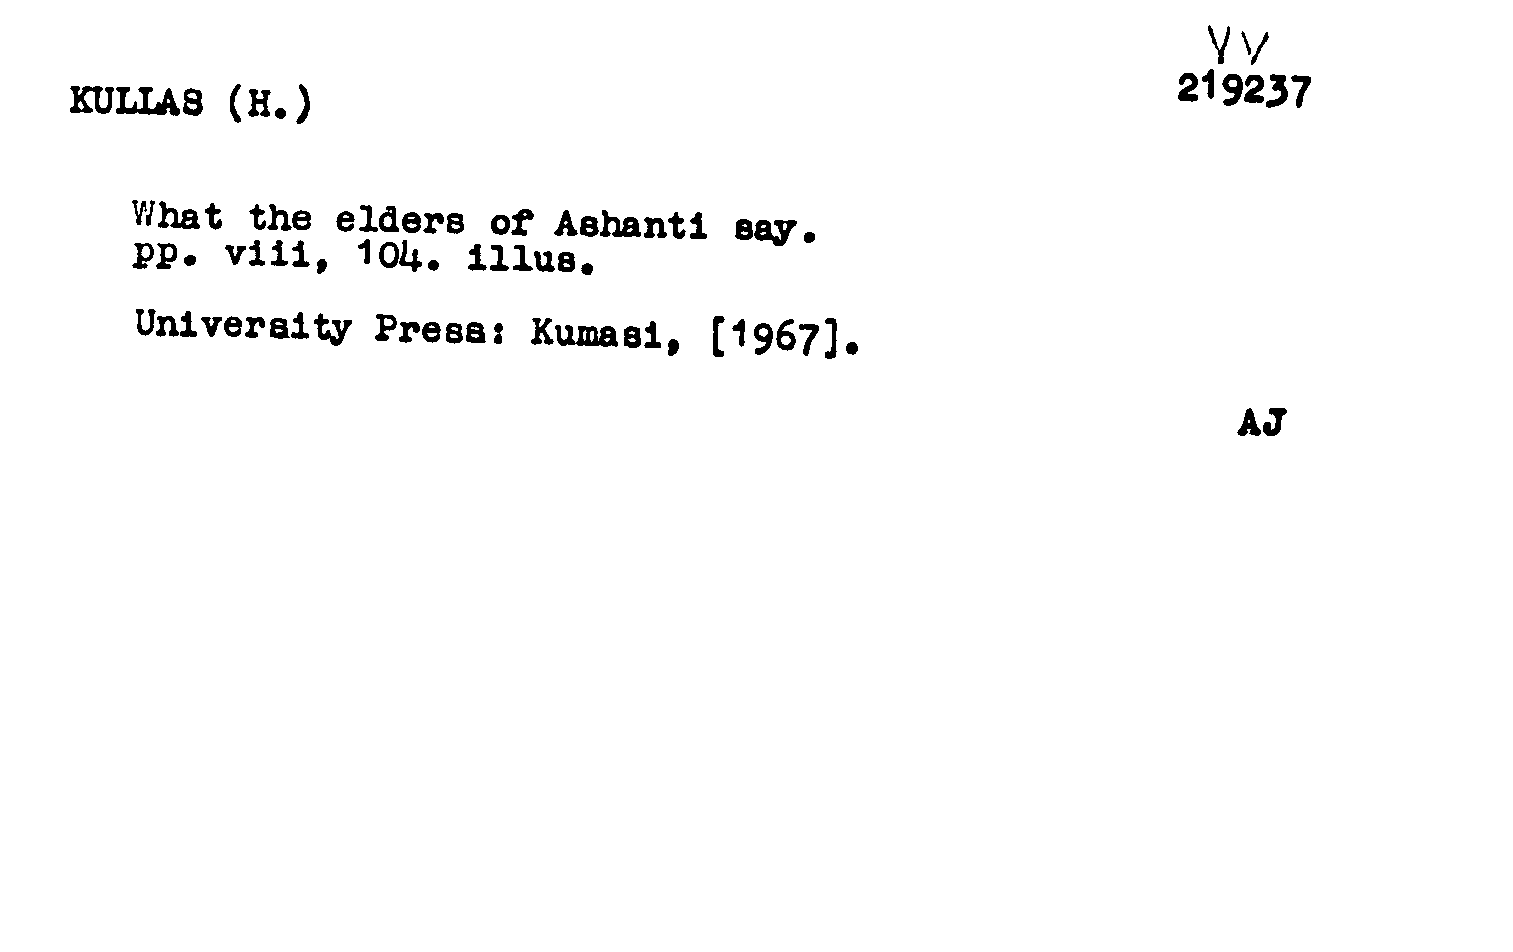 YV
219237
KULLAS (H.)
What the elders of Ashanti say.
pp. viii, 104. illus.
University Press: Kumasi, [1967].
AJ